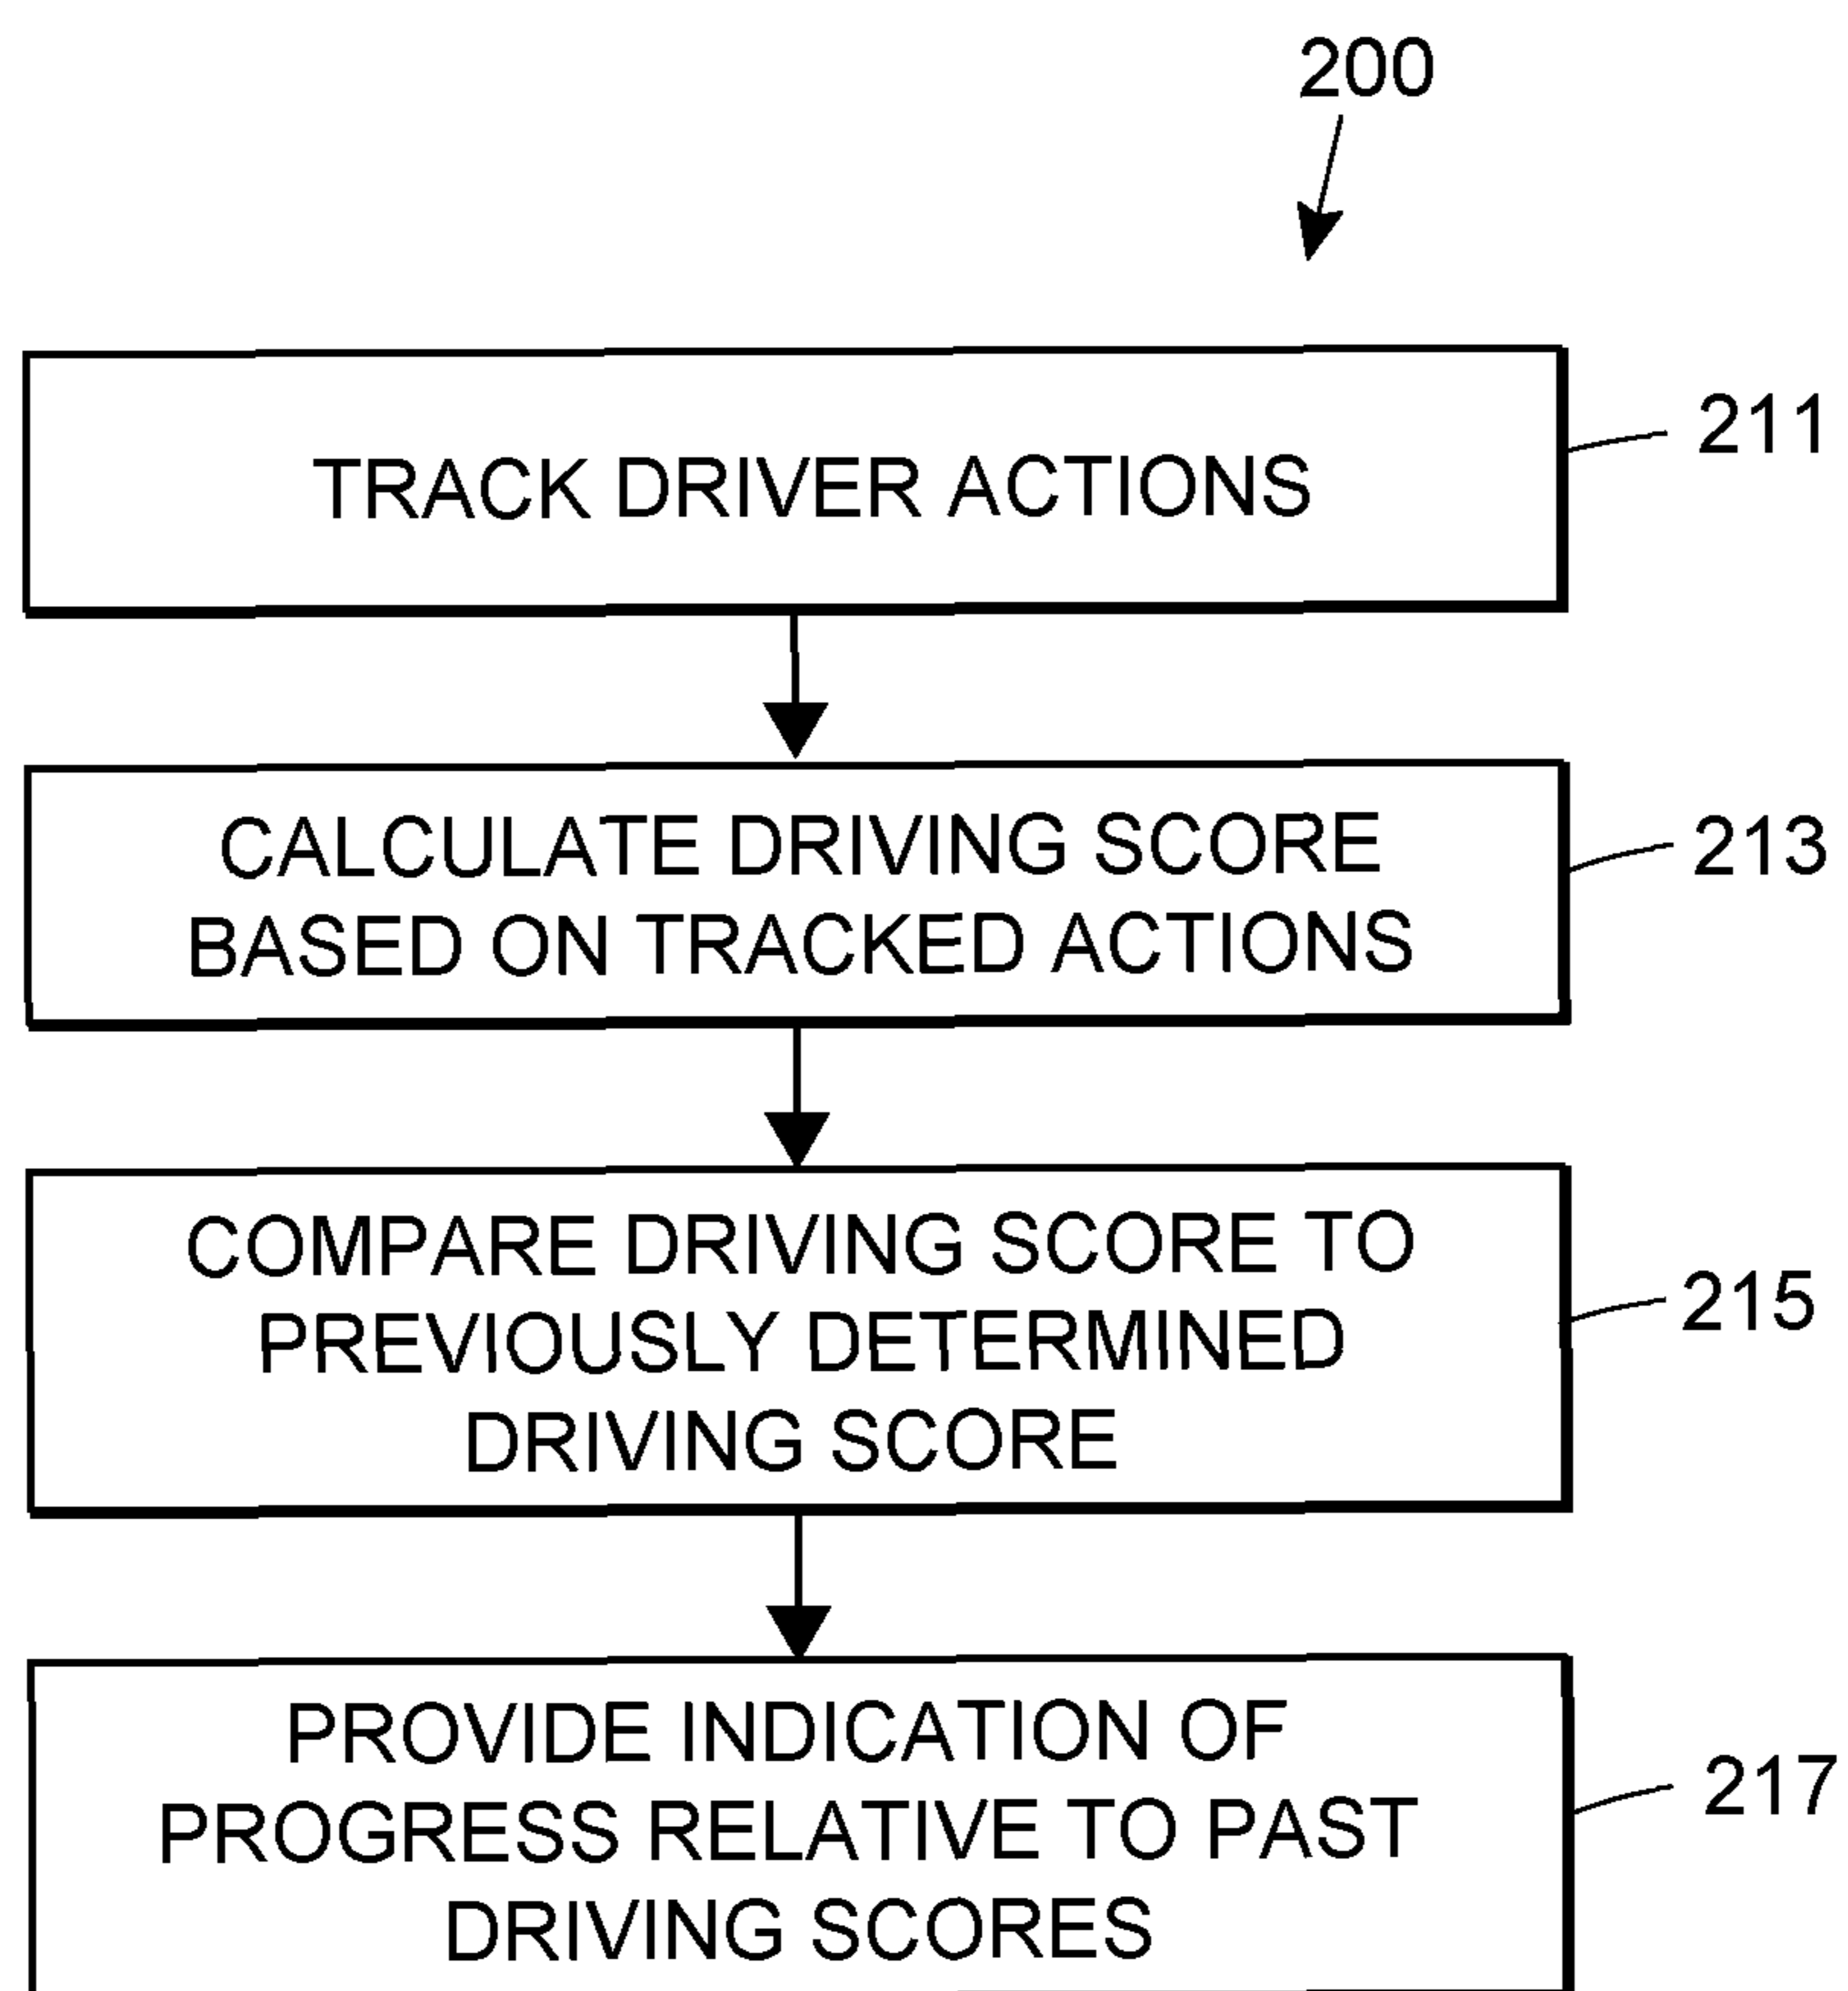 200
TRACK DRIVER ACTIONS
211
CALCULATE DRIVING SCORE
BASED ON TRACKED ACTIONS
213
COMPARE DRIVING SCORE TO
PREVIOUSLY DETERMINED
DRIVING SCORE
215
PROVIDE INDICATION OF
PROGRESS RELATIVE TO PAST
DRIVING SCORES
217